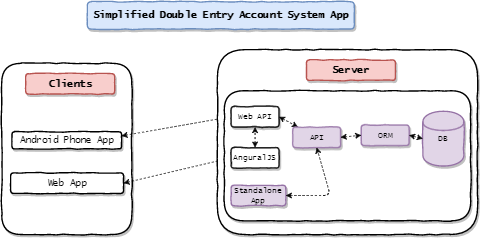 Simplified Double Entry Account System App
Clients
Android Phone App
Web App
Server
Web API
AnguralJS
Standalone
App
API
ORM
DB